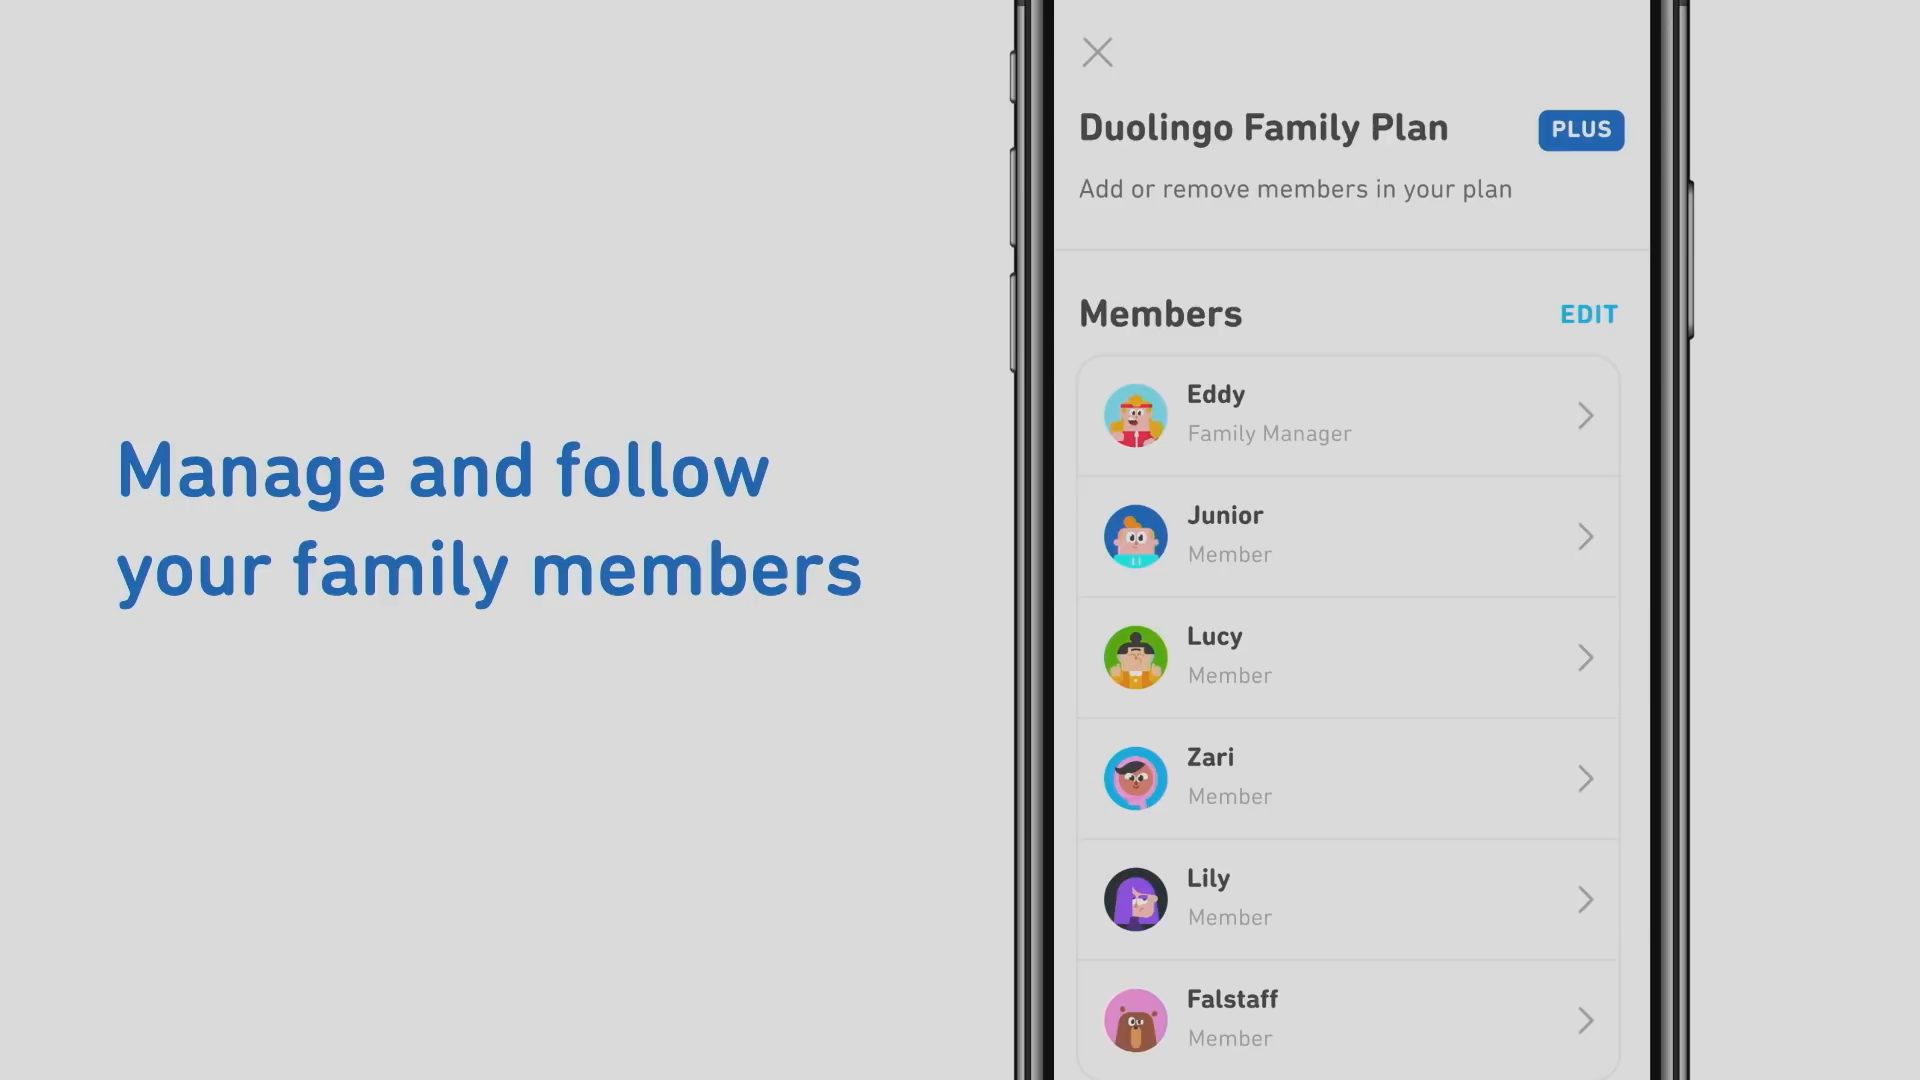 Manage and follow
your family members
Duolingo Family Plan
PLUS
Add or remove members in your plan
Members
EDIT
Eddy
Family Manager
Junior
Member
Lucy
Member
Zari
Member
Lily
Member
Falstaff
Member